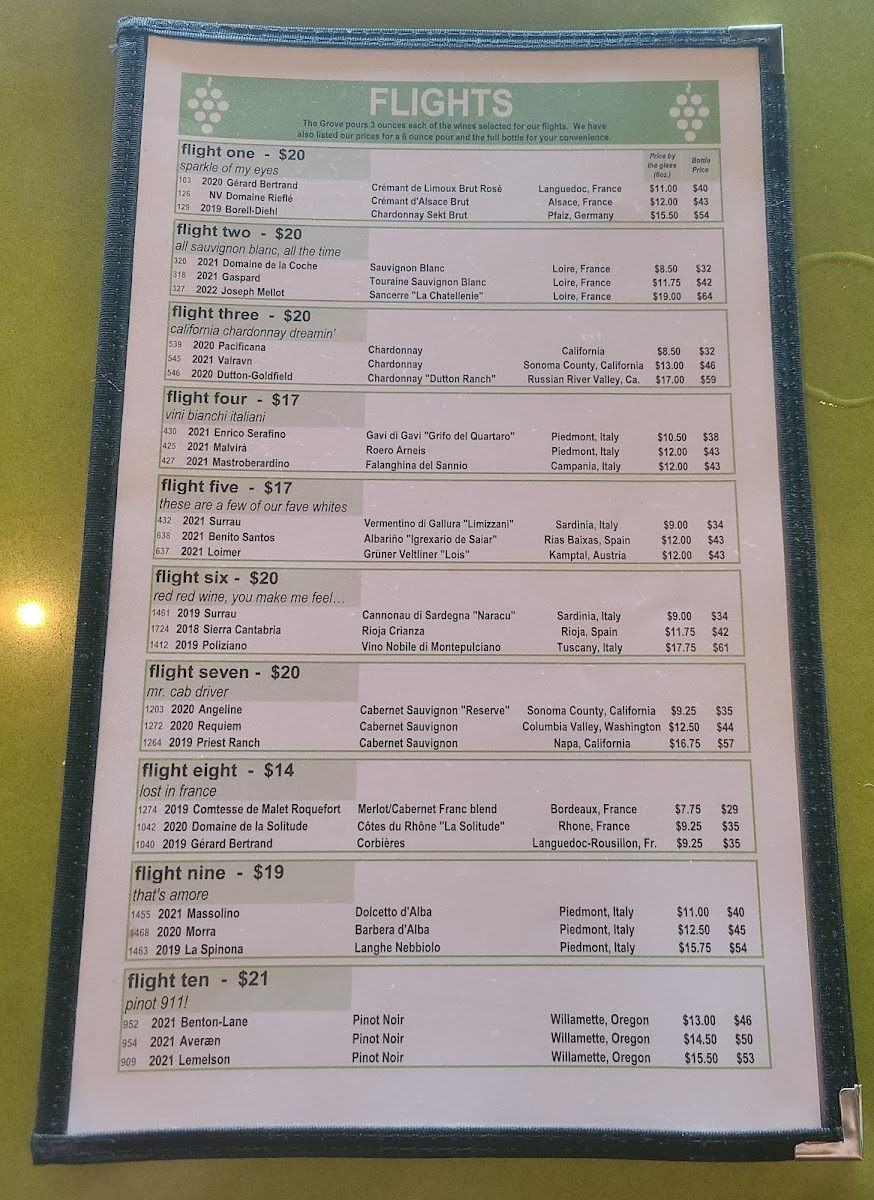 FLIGHTS
The Grove pours 3 ounces each of the wines selected for our flights. We have
also listed our prices for a 6 ounce pour and the full bottle for your convenience.
flight one - $20 Price by the glass (6oz.) Bottle Price
sparkle of my eyes
103 2020 Gérard Bertrand Crémant de Limoux Brut Rosé Languedoc, France $11.00 $40
126 NV Domaine Rieflé Crémant d'Alsace Brut Alsace, France $12.00 $43
129 2019 Borell-Diehl Chardonnay Sekt Brut Pfalz, Germany $15.50 $54
flight two - $20
all sauvignon blanc, all the time
320 2021 Domaine de la Coche Sauvignon Blanc Loire, France $8.50 $32
318 2021 Gaspard Touraine Sauvignon Blanc Loire, France $11.75 $42
327 2022 Joseph Mellot Sancerre "La Chatellenie" Loire, France $19.00 $64
flight three - $20
california chardonnay dreamin'
539 2020 Pacificana Chardonnay California $8.50 $32
545 2021 Valravn Chardonnay Sonoma County, California $13.00 $46
546 2020 Dutton-Goldfield Chardonnay "Dutton Ranch" Russian River Valley, Ca. $17.00 $59
flight four - $17
vini bianchi italiani
430 2021 Enrico Serafino Gavi di Gavi "Grifo del Quartaro" Piedmont, Italy $10.50 $38
425 2021 Malvirà Roero Arneis Piedmont, Italy $12.00 $43
427 2021 Mastroberardino Falanghina del Sannio Campania, Italy $12.00 $43
flight five - $17
these are a few of our fave whites
432 2021 Surrau Vermentino di Gallura "Limizzani" Sardinia, Italy $9.00 $34
638 2021 Benito Santos Albariño "Igrexario de Saiar" Rias Baixas, Spain $12.00 $43
637 2021 Loimer Grüner Veltliner "Lois" Kamptal, Austria $12.00 $43
flight six - $20
red red wine, you make me feel...
1461 2019 Surrau Cannonau di Sardegna "Naracu" Sardinia, Italy $9.00 $34
1724 2018 Sierra Cantabria Rioja Crianza Rioja, Spain $11.75 $42
1412 2019 Poliziano Vino Nobile di Montepulciano Tuscany, Italy $17.75 $61
flight seven - $20
mr. cab driver
1203 2020 Angeline Cabernet Sauvignon "Reserve" Sonoma County, California $9.25 $35
1272 2020 Requiem Cabernet Sauvignon Columbia Valley, Washington $12.50 $44
1264 2019 Priest Ranch Cabernet Sauvignon Napa, California $16.75 $57
flight eight - $14
lost in france
1274 2019 Comtesse de Malet Roquefort Merlot/Cabernet Franc blend Bordeaux, France $7.75 $29
1042 2020 Domaine de la Solitude Côtes du Rhône "La Solitude" Rhone, France $9.25 $35
1040 2019 Gérard Bertrand Corbières Languedoc-Rousillon, Fr. $9.25 $35
flight nine - $19
that's amore
1455 2021 Massolino Dolcetto d'Alba Piedmont, Italy $11.00 $40
1468 2020 Morra Barbera d'Alba Piedmont, Italy $12.50 $45
1463 2019 La Spinona Langhe Nebbiolo Piedmont, Italy $15.75 $54
flight ten - $21
pinot 911!
952 2021 Benton-Lane Pinot Noir Willamette, Oregon $13.00 $46
954 2021 Averæn Pinot Noir Willamette, Oregon $14.50 $50
909 2021 Lemelson Pinot Noir Willamette, Oregon $15.50 $53